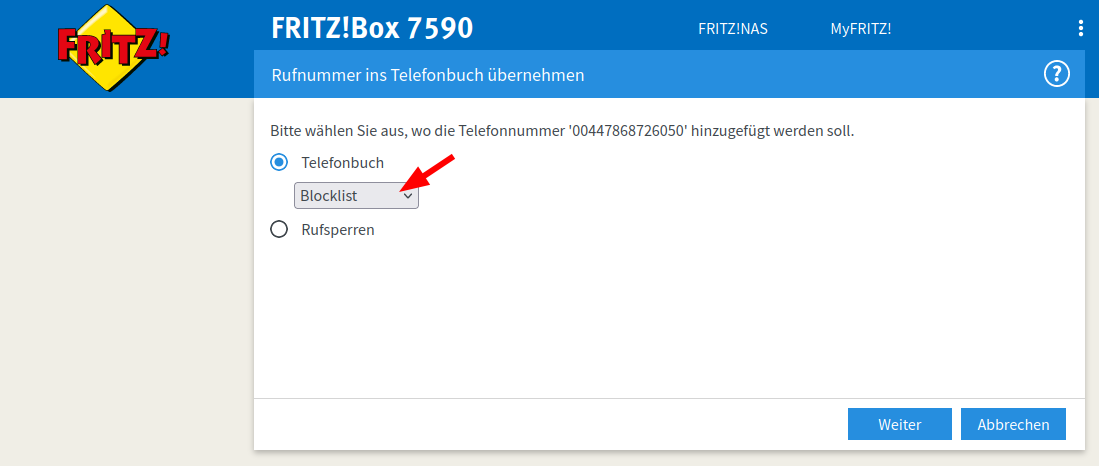 FRITZ!
FRITZ!Box 7590
FRITZ!NAS
MyFRITZ!
Rufnummer ins Telefonbuch übernehmen
?
Bitte wählen Sie aus, wo die Telefonnummer '00447868726050' hinzugefügt werden soll.
Telefonbuch
Blocklist
Rufsperren
Weiter
Abbrechen